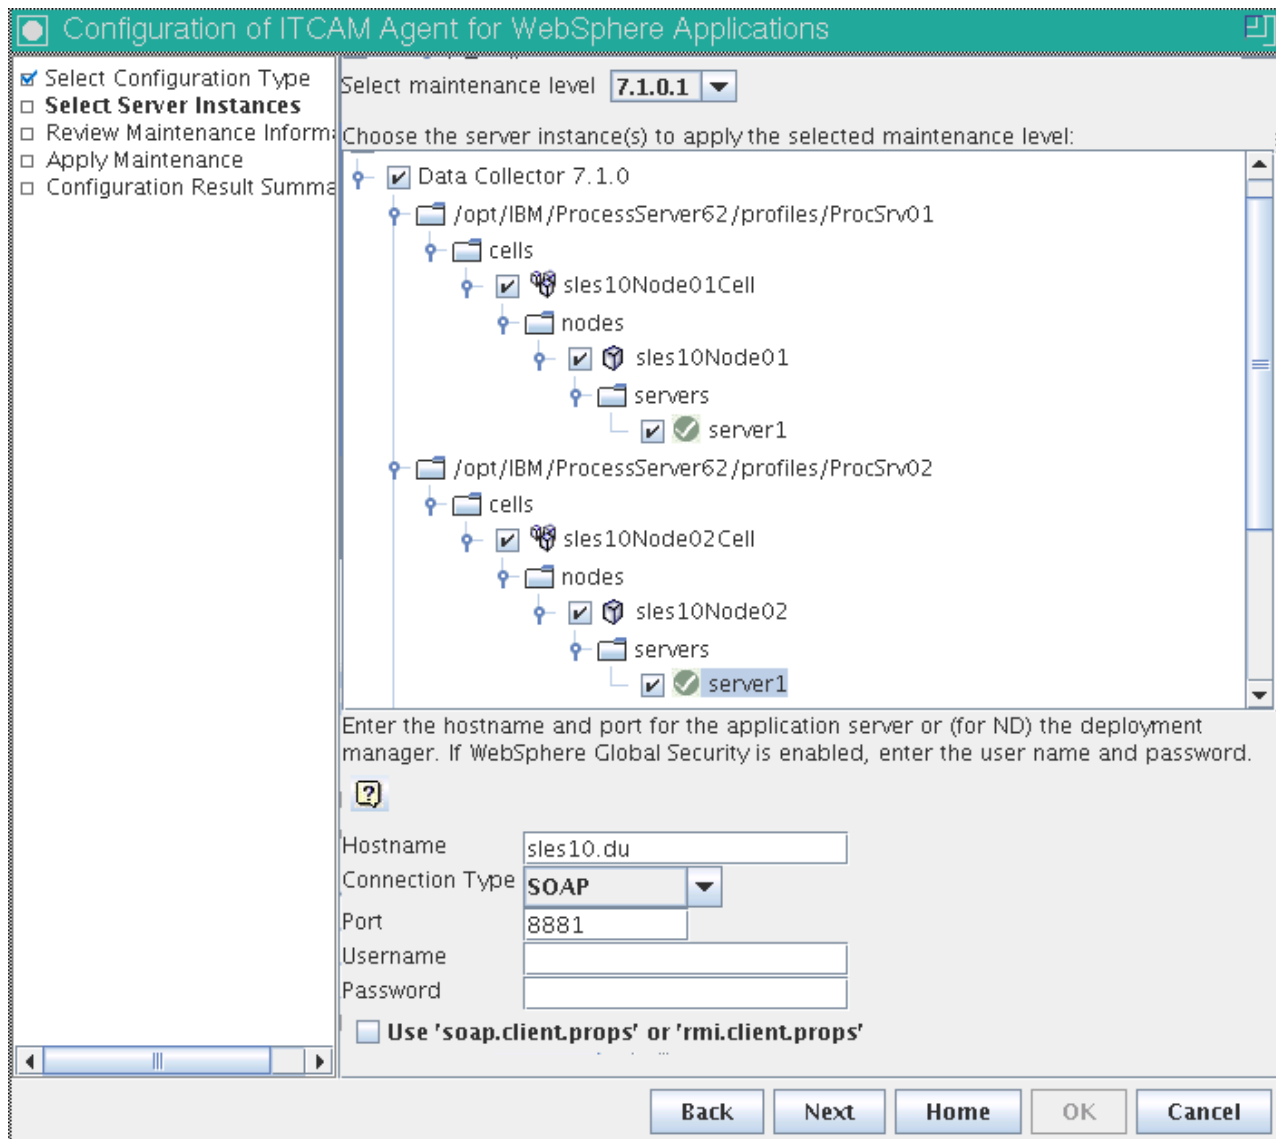 Configuration of ITCAM Agent for WebSphere Applications
Select Configuration Type
Select Server Instances
Review Maintenance Inform
Apply Maintenance
Configuration Result Summa
Select maintenance level 7.1.0.1
Choose the server instance(s) to apply the selected maintenance level:
Data Collector 7.1.0
/opt/IBM/ProcessServer62/profiles/ProcSrv01
cells
sles10Node01Cell
nodes
sles10Node01
servers
server1
/opt/IBM/ProcessServer62/profiles/ProcSrv02
cells
sles10Node02Cell
nodes
sles10Node02
servers
server1
Enter the hostname and port for the application server or (for ND) the deployment
manager. If WebSphere Global Security is enabled, enter the user name and password.
?
Hostname sles10.du
Connection Type SOAP
Port 8881
Username
Password
Use 'soap.client.props' or 'rmi.client.props'
Back Next Home OK Cancel